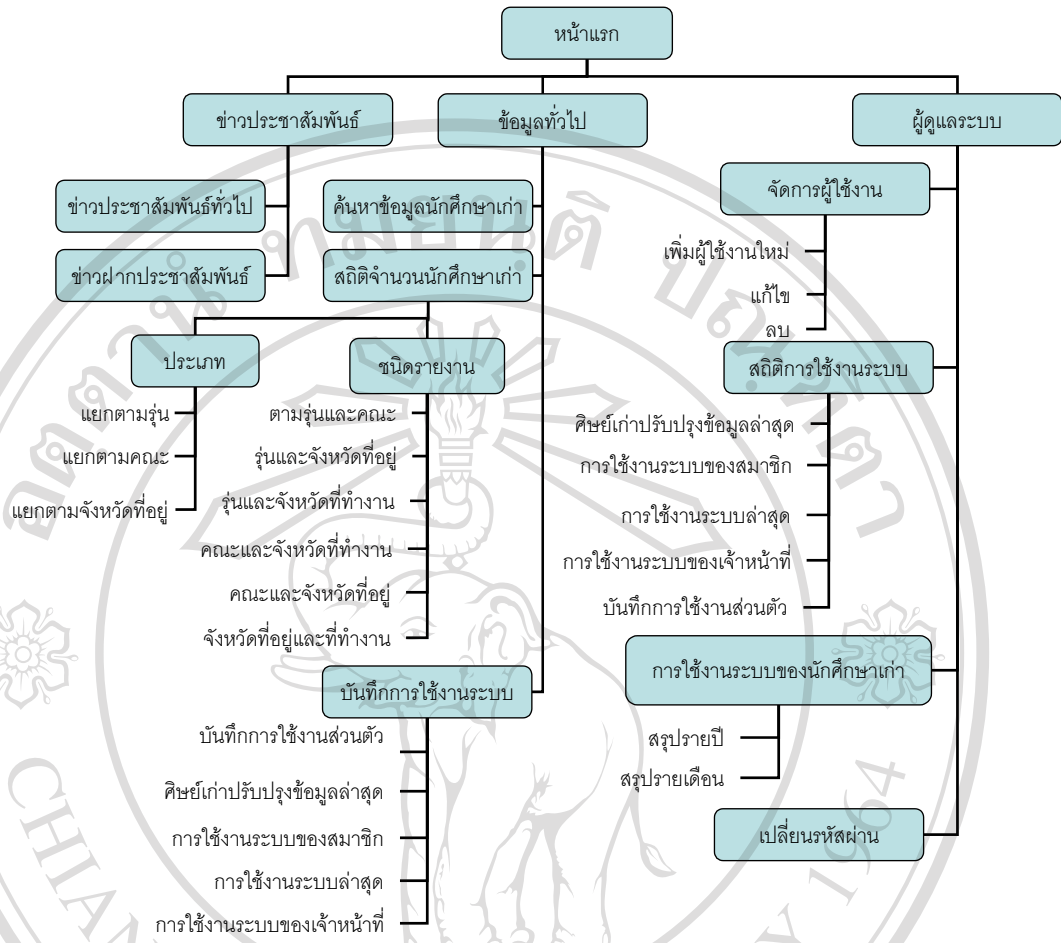 หน้าแรก
ข่าวประชาสัมพันธ์
ข้อมูลทั่วไป
ผู้ดูแลระบบ
ข่าวประชาสัมพันธ์ทั่วไป
ข่าวฝากประชาสัมพันธ์
ค้นหาข้อมูลนักศึกษาเก่า
สถิติจำนวนนักศึกษาเก่า
ประเภท
แยกตามรุ่น
แยกตามคณะ
แยกตามจังหวัดที่อยู่
ชนิดรายงาน
ตามรุ่นและคณะ
รุ่นและจังหวัดที่อยู่
รุ่นและจังหวัดที่ทำงาน
คณะและจังหวัดที่ทำงาน
คณะและจังหวัดที่อยู่
จังหวัดที่อยู่และที่ทำงาน
บันทึกการใช้งานระบบ
บันทึกการใช้งานส่วนตัว
ศิษย์เก่าปรับปรุงข้อมูลล่าสุด
การใช้งานระบบของสมาชิก
การใช้งานระบบล่าสุด
การใช้งานระบบของเจ้าหน้าที่
จัดการผู้ใช้งาน
เพิ่มผู้ใช้งานใหม่
แก้ไข
ลบ
สถิติการใช้งานระบบ
ศิษย์เก่าปรับปรุงข้อมูลล่าสุด
การใช้งานระบบของสมาชิก
การใช้งานระบบล่าสุด
การใช้งานระบบของเจ้าหน้าที่
บันทึกการใช้งานส่วนตัว
การใช้งานระบบของนักศึกษาเก่า
สรุปรายปี
สรุปรายเดือน
เปลี่ยนรหัสผ่าน
1964